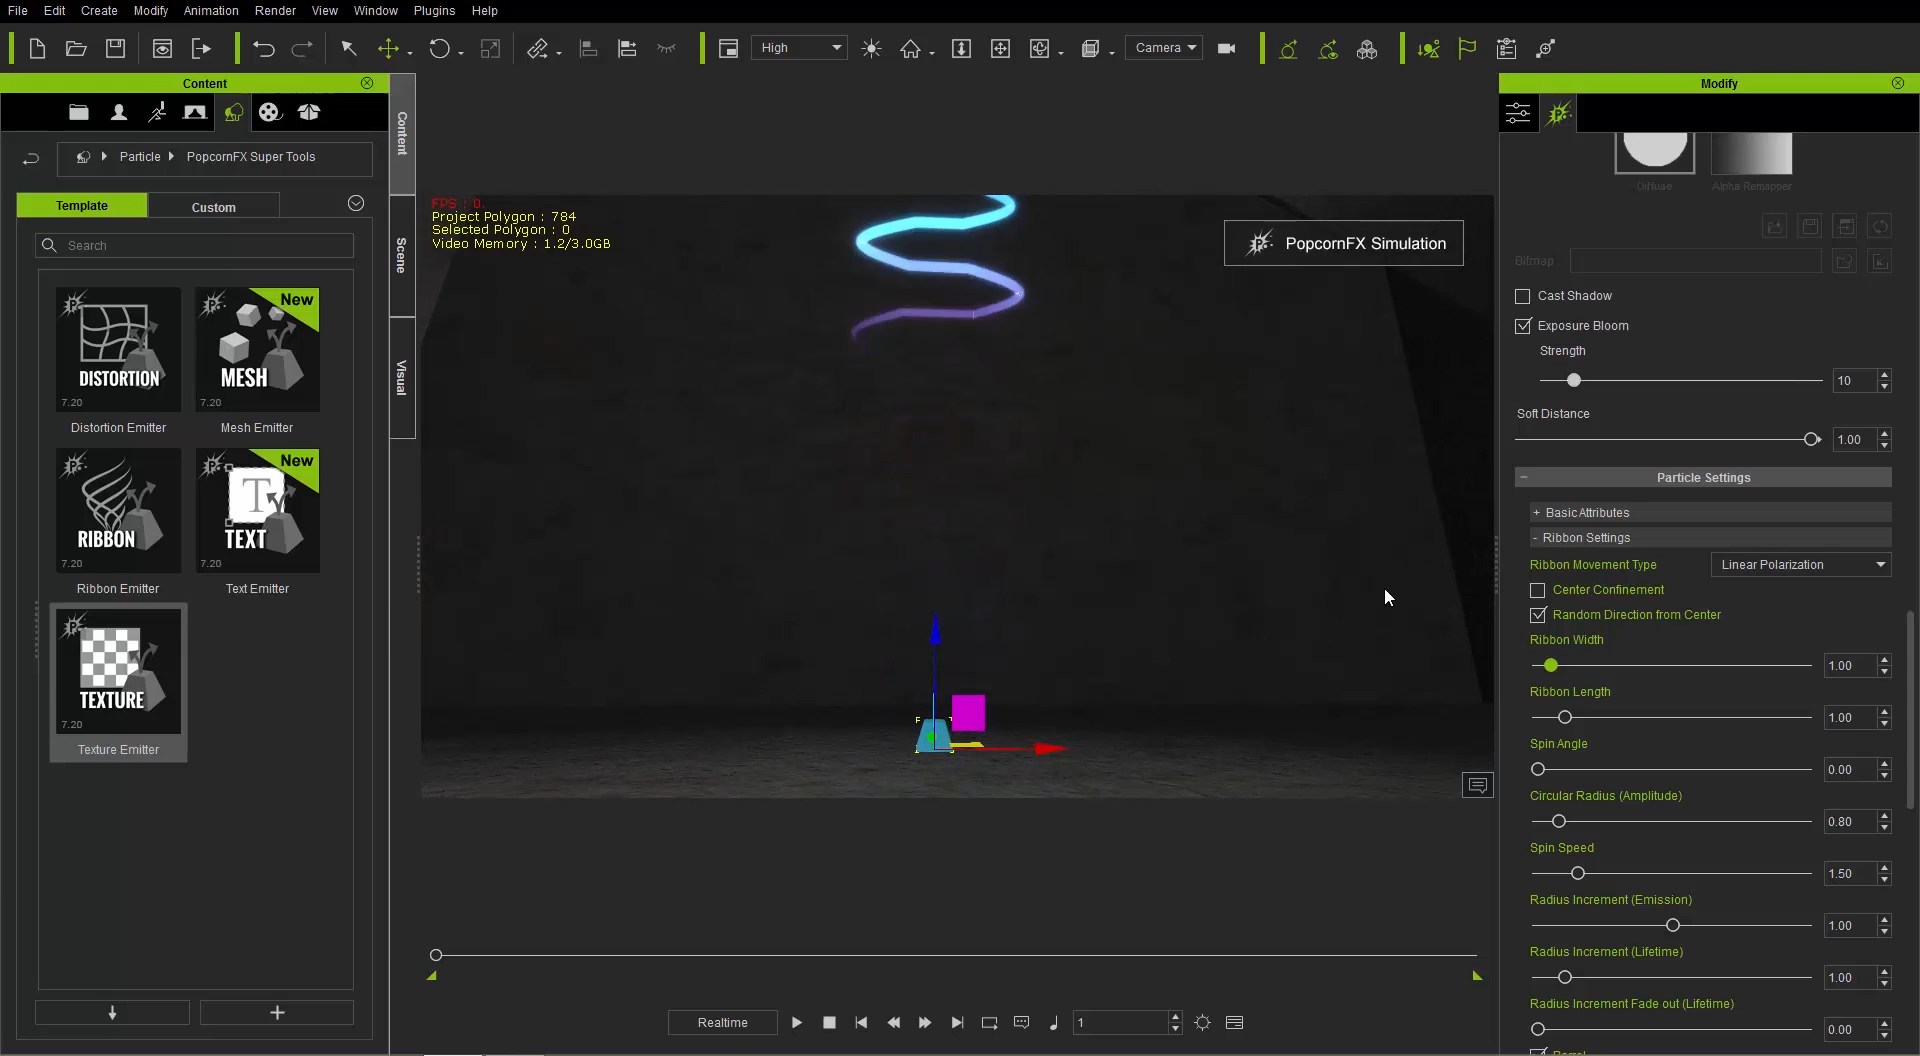 File Edit Create Modify Animation Render View Window Plugins Help
High
Camera
Content
Particle PopcornFX Super Tools
Template Custom
Search
DISTORTION
7.20
Distortion Emitter
New
MESH
7.20
Mesh Emitter
RIBBON
7.20
Ribbon Emitter
New
T
TEXT
7.20
Text Emitter
TEXTURE
7.20
Texture Emitter
Content
Scene
Visual
FPS : 0.
Project Polygon : 784
Selected Polygon : 0
Video Memory : 1.2/3.0GB
PopcornFX Simulation
Realtime
1
Modify
Diffuse Alpha Remapper
Bitmap
Cast Shadow
Exposure Bloom
Strength
10
Soft Distance
1.00
- Particle Settings
+ Basic Attributes
- Ribbon Settings
Ribbon Movement Type Linear Polarization
Center Confinement
Random Direction from Center
Ribbon Width
1.00
Ribbon Length
1.00
Spin Angle
0.00
Circular Radius (Amplitude)
0.80
Spin Speed
1.50
Radius Increment (Emission)
1.00
Radius Increment (Lifetime)
1.00
Radius Increment Fade out (Lifetime)
0.00